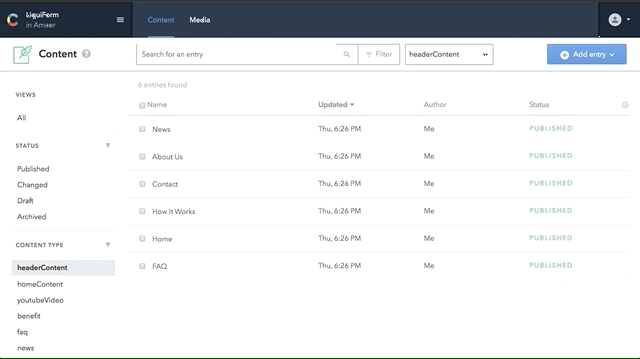 LiquiFerm
in Amoor
Content
Media
Content
Search for an entry
Filter
headerContent
Add entry
6 entries found
VIEWS
All
STATUS
Published
Changed
Draft
Archived
CONTENT TYPE
headerContent
homeContent
youtubeVideo
benefit
faq
news
Name Updated Author Status
News Thu, 6:26 PM Me PUBLISHED
About Us Thu, 6:26 PM Me PUBLISHED
Contact Thu, 6:26 PM Me PUBLISHED
How It Works Thu, 6:26 PM Me PUBLISHED
Home Thu, 6:26 PM Me PUBLISHED
FAQ Thu, 6:26 PM Me PUBLISHED